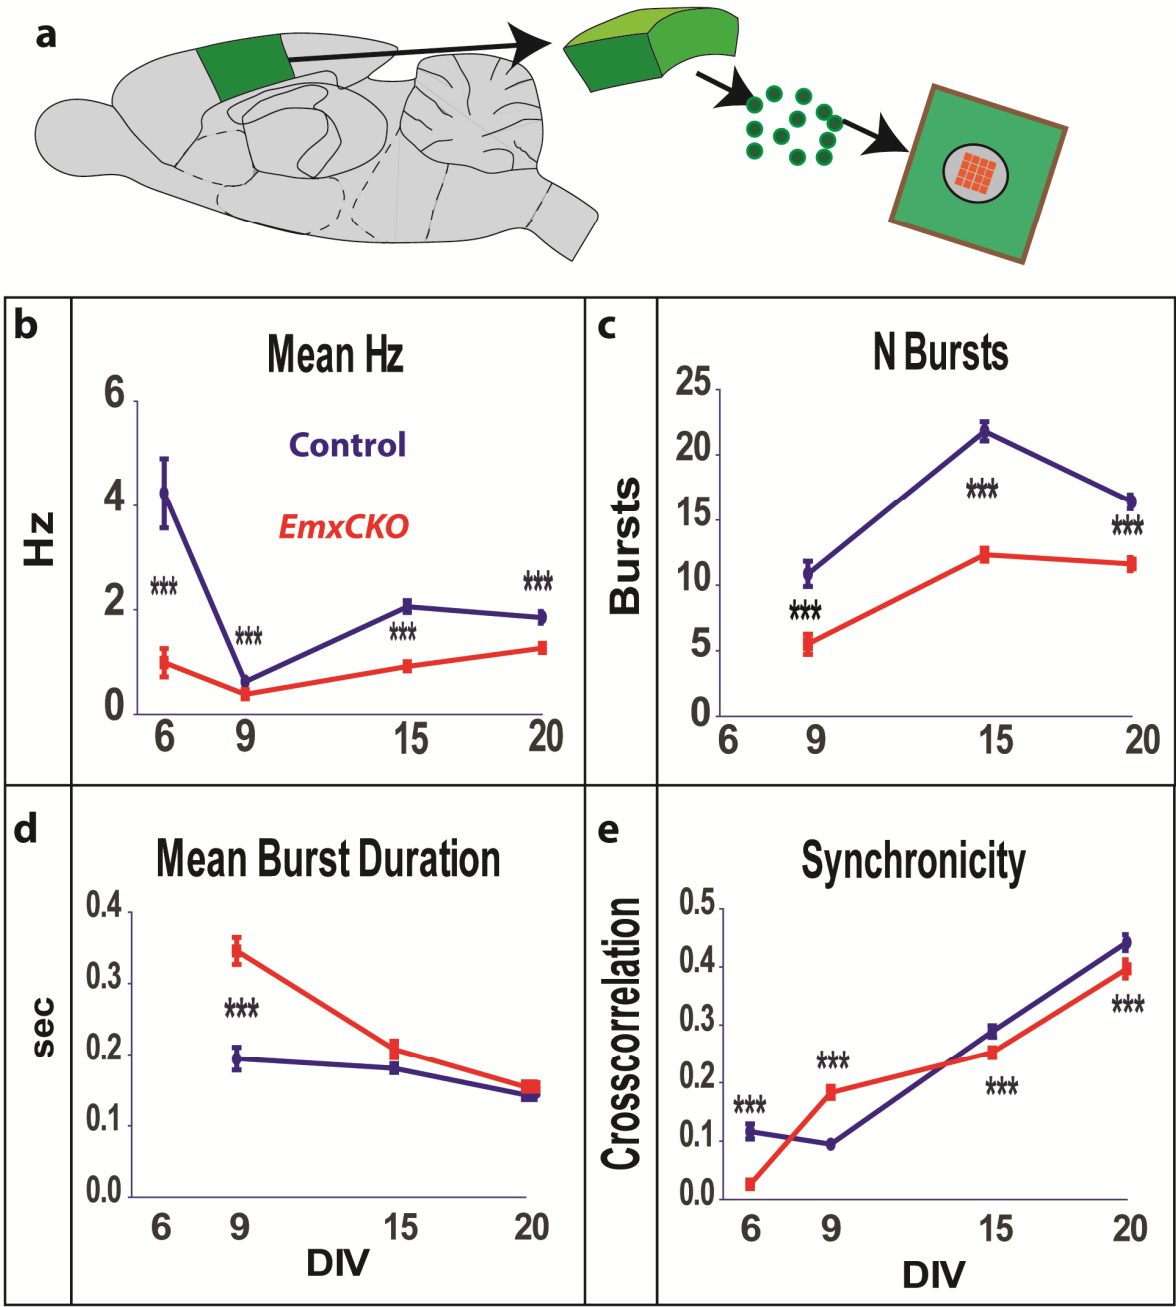 a
b
Mean Hz
Hz
6
4
2
0
Control
EmxCKO
***
***
***
***
6
9
15
20
c
N Bursts
Bursts
25
20
15
10
5
0
***
***
***
6
9
15
20
d
Mean Burst Duration
sec
0.4
0.3
0.2
0.1
0.0
***
6
9
15
20
DIV
e
Synchronicity
Crosscorrelation
0.5
0.4
0.3
0.2
0.1
0.0
***
***
***
***
6
9
15
20
DIV